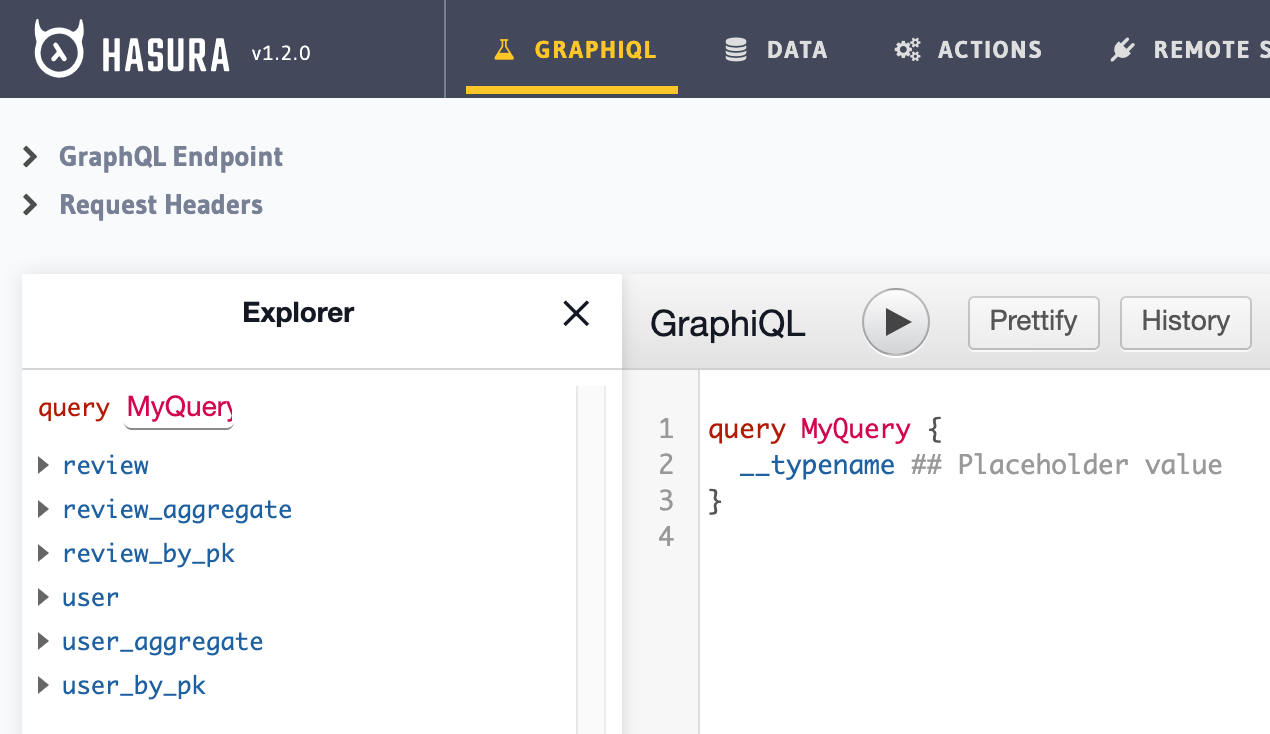 HASURA v1.2.0 GRAPHIQL DATA ACTIONS REMOTE S
GraphQL Endpoint
Request Headers
Explorer
GraphiQL Prettify History
query MyQuery
review
review_aggregate
review_by_pk
user
user_aggregate
user_by_pk
1 query MyQuery {
2 __typename ## Placeholder value
3 }
4